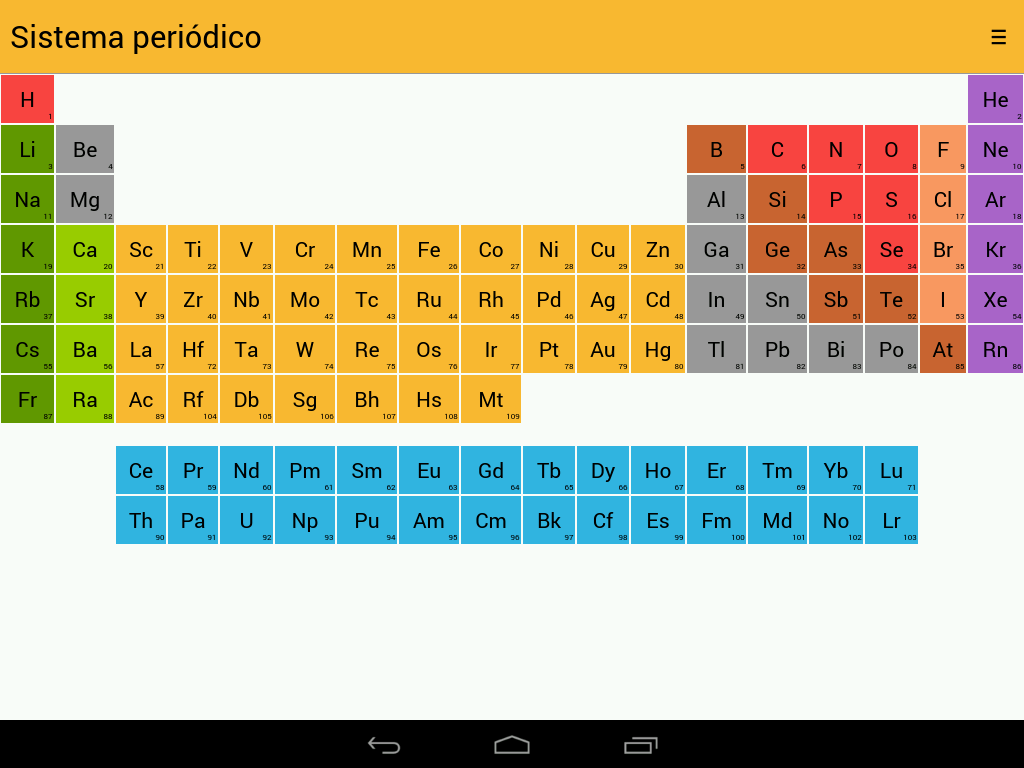 Sistema periódico ☰
H 1 He 2
Li 3 Be 4 B 5 C 6 N 7 O 8 F 9 Ne 10
Na 11 Mg 12 Al 13 Si 14 P 15 S 16 Cl 17 Ar 18
K 19 Ca 20 Sc 21 Ti 22 V 23 Cr 24 Mn 25 Fe 26 Co 27 Ni 28 Cu 29 Zn 30 Ga 31 Ge 32 As 33 Se 34 Br 35 Kr 36
Rb 37 Sr 38 Y 39 Zr 40 Nb 41 Mo 42 Tc 43 Ru 44 Rh 45 Pd 46 Ag 47 Cd 48 In 49 Sn 50 Sb 51 Te 52 I 53 Xe 54
Cs 55 Ba 56 La 57 Hf 72 Ta 73 W 74 Re 75 Os 76 Ir 77 Pt 78 Au 79 Hg 80 Tl 81 Pb 82 Bi 83 Po 84 At 85 Rn 86
Fr 87 Ra 88 Ac 89 Rf 104 Db 105 Sg 106 Bh 107 Hs 108 Mt 109
Ce 58 Pr 59 Nd 60 Pm 61 Sm 62 Eu 63 Gd 64 Tb 65 Dy 66 Ho 67 Er 68 Tm 69 Yb 70 Lu 71
Th 90 Pa 91 U 92 Np 93 Pu 94 Am 95 Cm 96 Bk 97 Cf 98 Es 99 Fm 100 Md 101 No 102 Lr 103